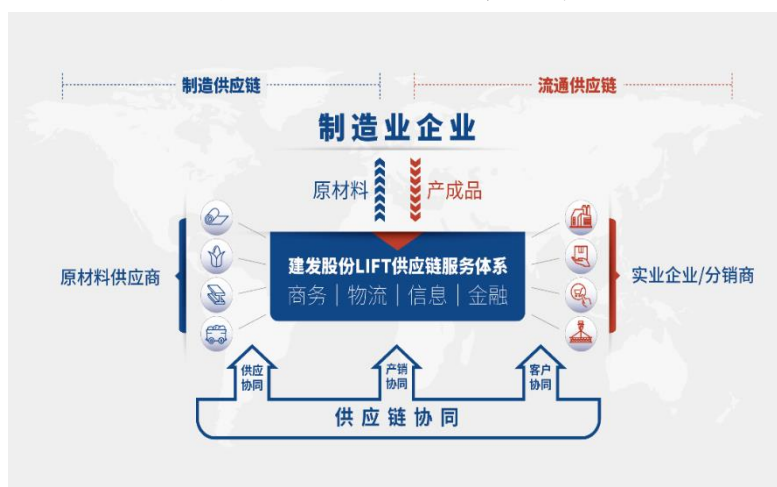 制造供应链
流通供应链
制造业企业
原材料
产成品
原材料供应商
建发股份LIFT供应链服务体系
商务｜物流｜信息｜金融
实业企业/分销商
供应
协同
产销
协同
客户
协同
供应链协同